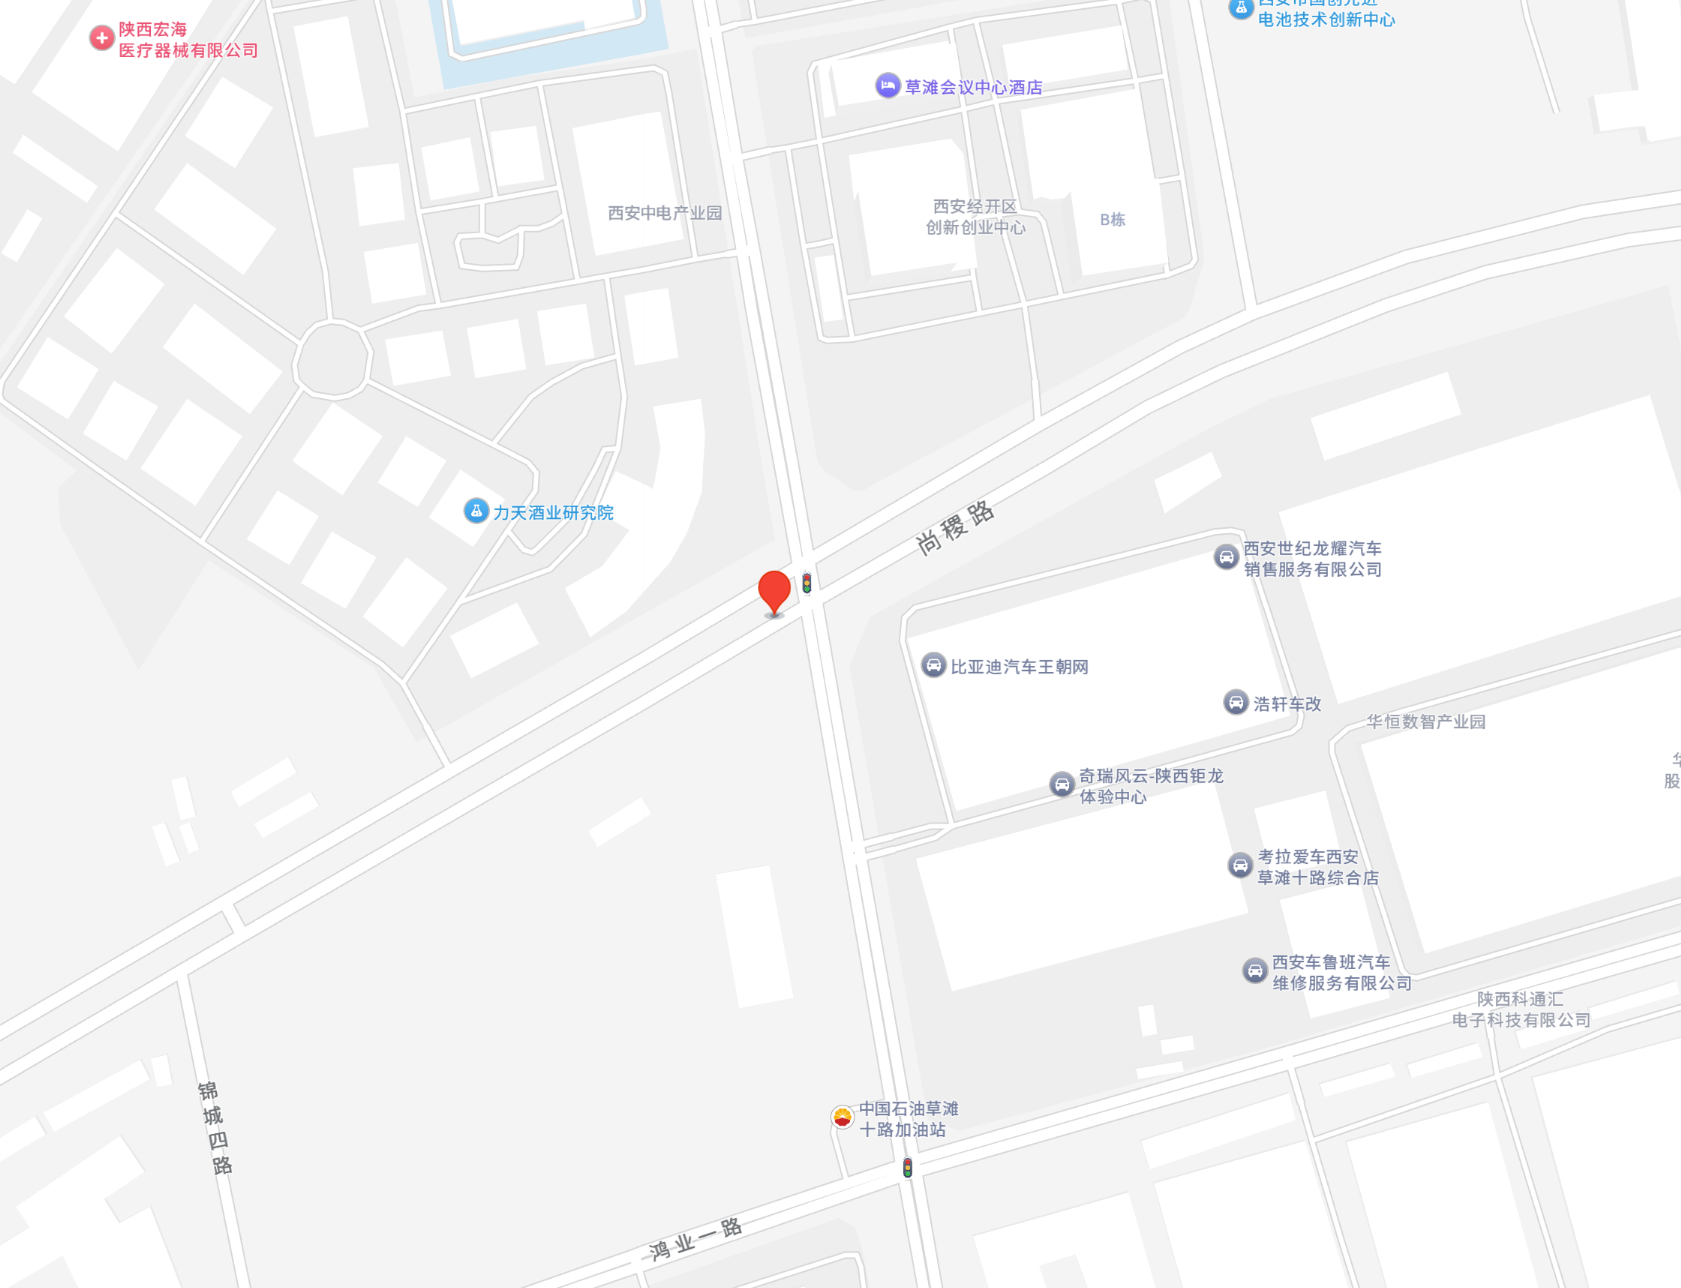 陕西宏海
医疗器械有限公司
电池技术创新中心
草滩会议中心酒店
西安中电产业园
西安经开区
创新创业中心
B栋
力天酒业研究院
尚稷路
西安世纪龙耀汽车
销售服务有限公司
比亚迪汽车王朝网
浩轩车改
华恒数智产业园
股
奇瑞风云-陕西钜龙
体验中心
考拉爱车西安
草滩十路综合店
西安车鲁班汽车
维修服务有限公司
陕西科通汇
电子科技有限公司
锦城四路
中国石油草滩
十路加油站
鸿业一路